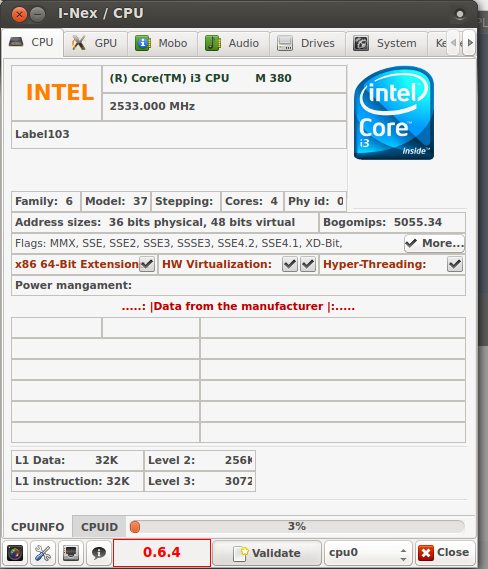 I-Nex / CPU
CPU GPU Mobo Audio Drives System
INTEL
(R) Core(TM) i3 CPU M 380
2533.000 MHz
Label103
intel
Core
i3
inside™
Family: 6 Model: 37 Stepping: Cores: 4 Phy id: 0
Address sizes: 36 bits physical, 48 bits virtual Bogomips: 5055.34
Flags: MMX, SSE, SSE2, SSE3, SSSE3, SSE4.2, SSE4.1, XD-Bit, More...
x86 64-Bit Extension HW Virtualization: Hyper-Threading:
Power mangament:
.....: |Data from the manufacturer |:.....
L1 Data: 32K Level 2: 256K
L1 instruction: 32K Level 3: 3072
CPUINFO CPUID 3%
0.6.4 Validate cpu0 Close